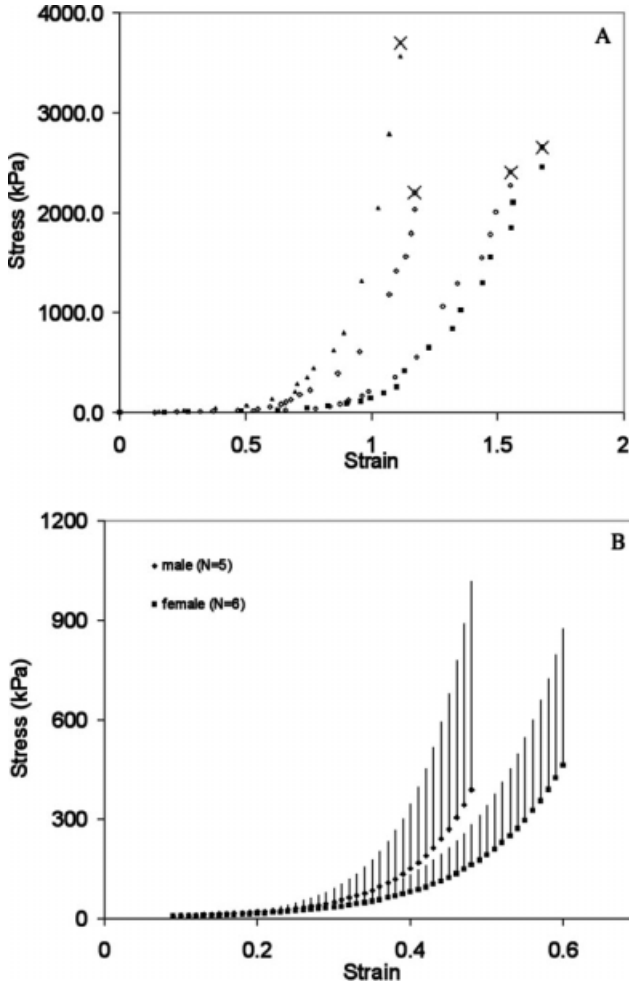 4000.0
A
3000.0
Stress (kPa)
2000.0
1000.0
0.0
0
0.5
1
1.5
2
Strain
1200
B
male (N=5)
900
female (N=6)
Stress (kPa)
600
300
0
0
0.2
0.4
0.6
Strain